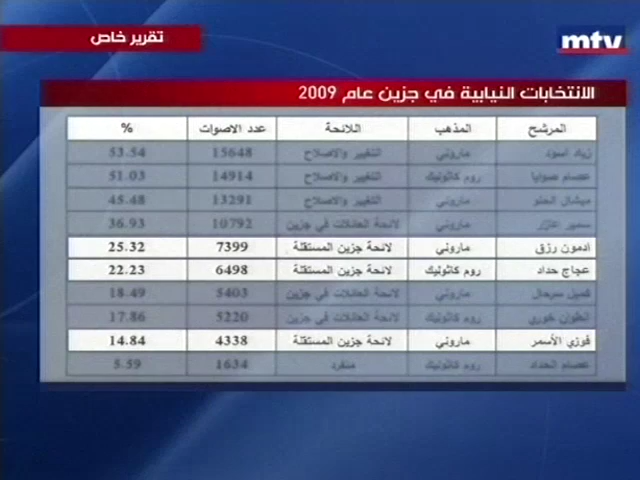 تقرير خاص
mtv
الانتخابات النيابية في جزين عام 2009
المرشح المذهب اللائحة عدد الاصوات %
زياد اسود ماروني التغيير والاصلاح 15648 53.54
عصام صوايا روم كاثوليك التغيير والاصلاح 14914 51.03
ميشال الحلو ماروني التغيير والاصلاح 13291 45.48
سمير عازر ماروني لائحة العائلات في جزين 10792 36.93
ادمون رزق ماروني لائحة جزين المستقلة 7399 25.32
عجاج حداد روم كاثوليك لائحة جزين المستقلة 6498 22.23
كميل سرحال ماروني لائحة العائلات في جزين 5403 18.49
انطوان خوري روم كاثوليك لائحة العائلات في جزين 5220 17.86
فوزي الأسمر ماروني لائحة جزين المستقلة 4338 14.84
عصام الحداد روم كاثوليك منفرد 1634 5.59